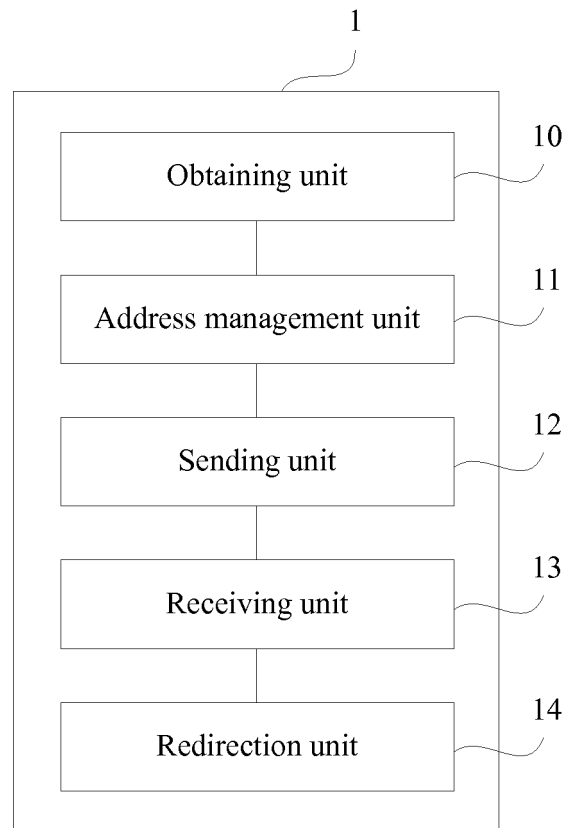 1
Obtaining unit
10
Address management unit
11
Sending unit
12
Receiving unit
13
Redirection unit
14